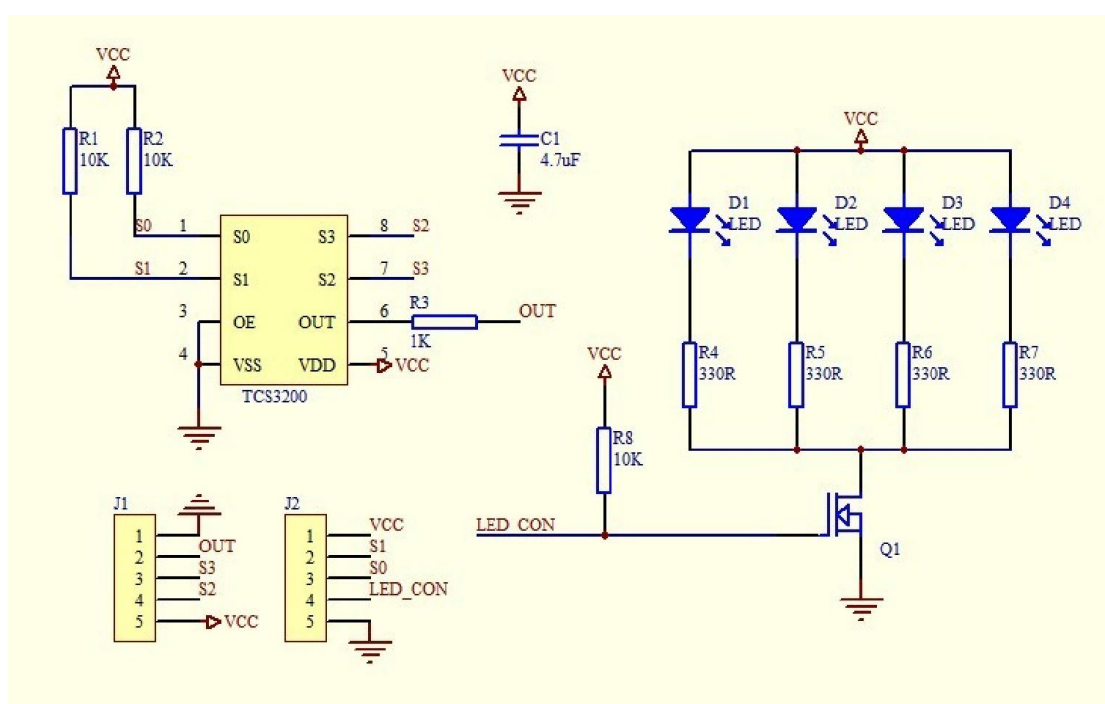 VCC
R1
10K
R2
10K
S0
1
S1
2
3
4
S0
S1
OE
VSS
S3
S2
OUT
VDD
8
S2
7
S3
6
R3
1K
OUT
5
VCC
TCS3200
VCC
C1
4.7uF
VCC
D1
LED
D2
LED
D3
LED
D4
LED
R4
330R
R5
330R
R6
330R
R7
330R
VCC
R8
10K
LED_CON
Q1
J1
1
2
OUT
3
S3
4
S2
5
VCC
J2
1
VCC
2
S1
3
S0
4
LED_CON
5